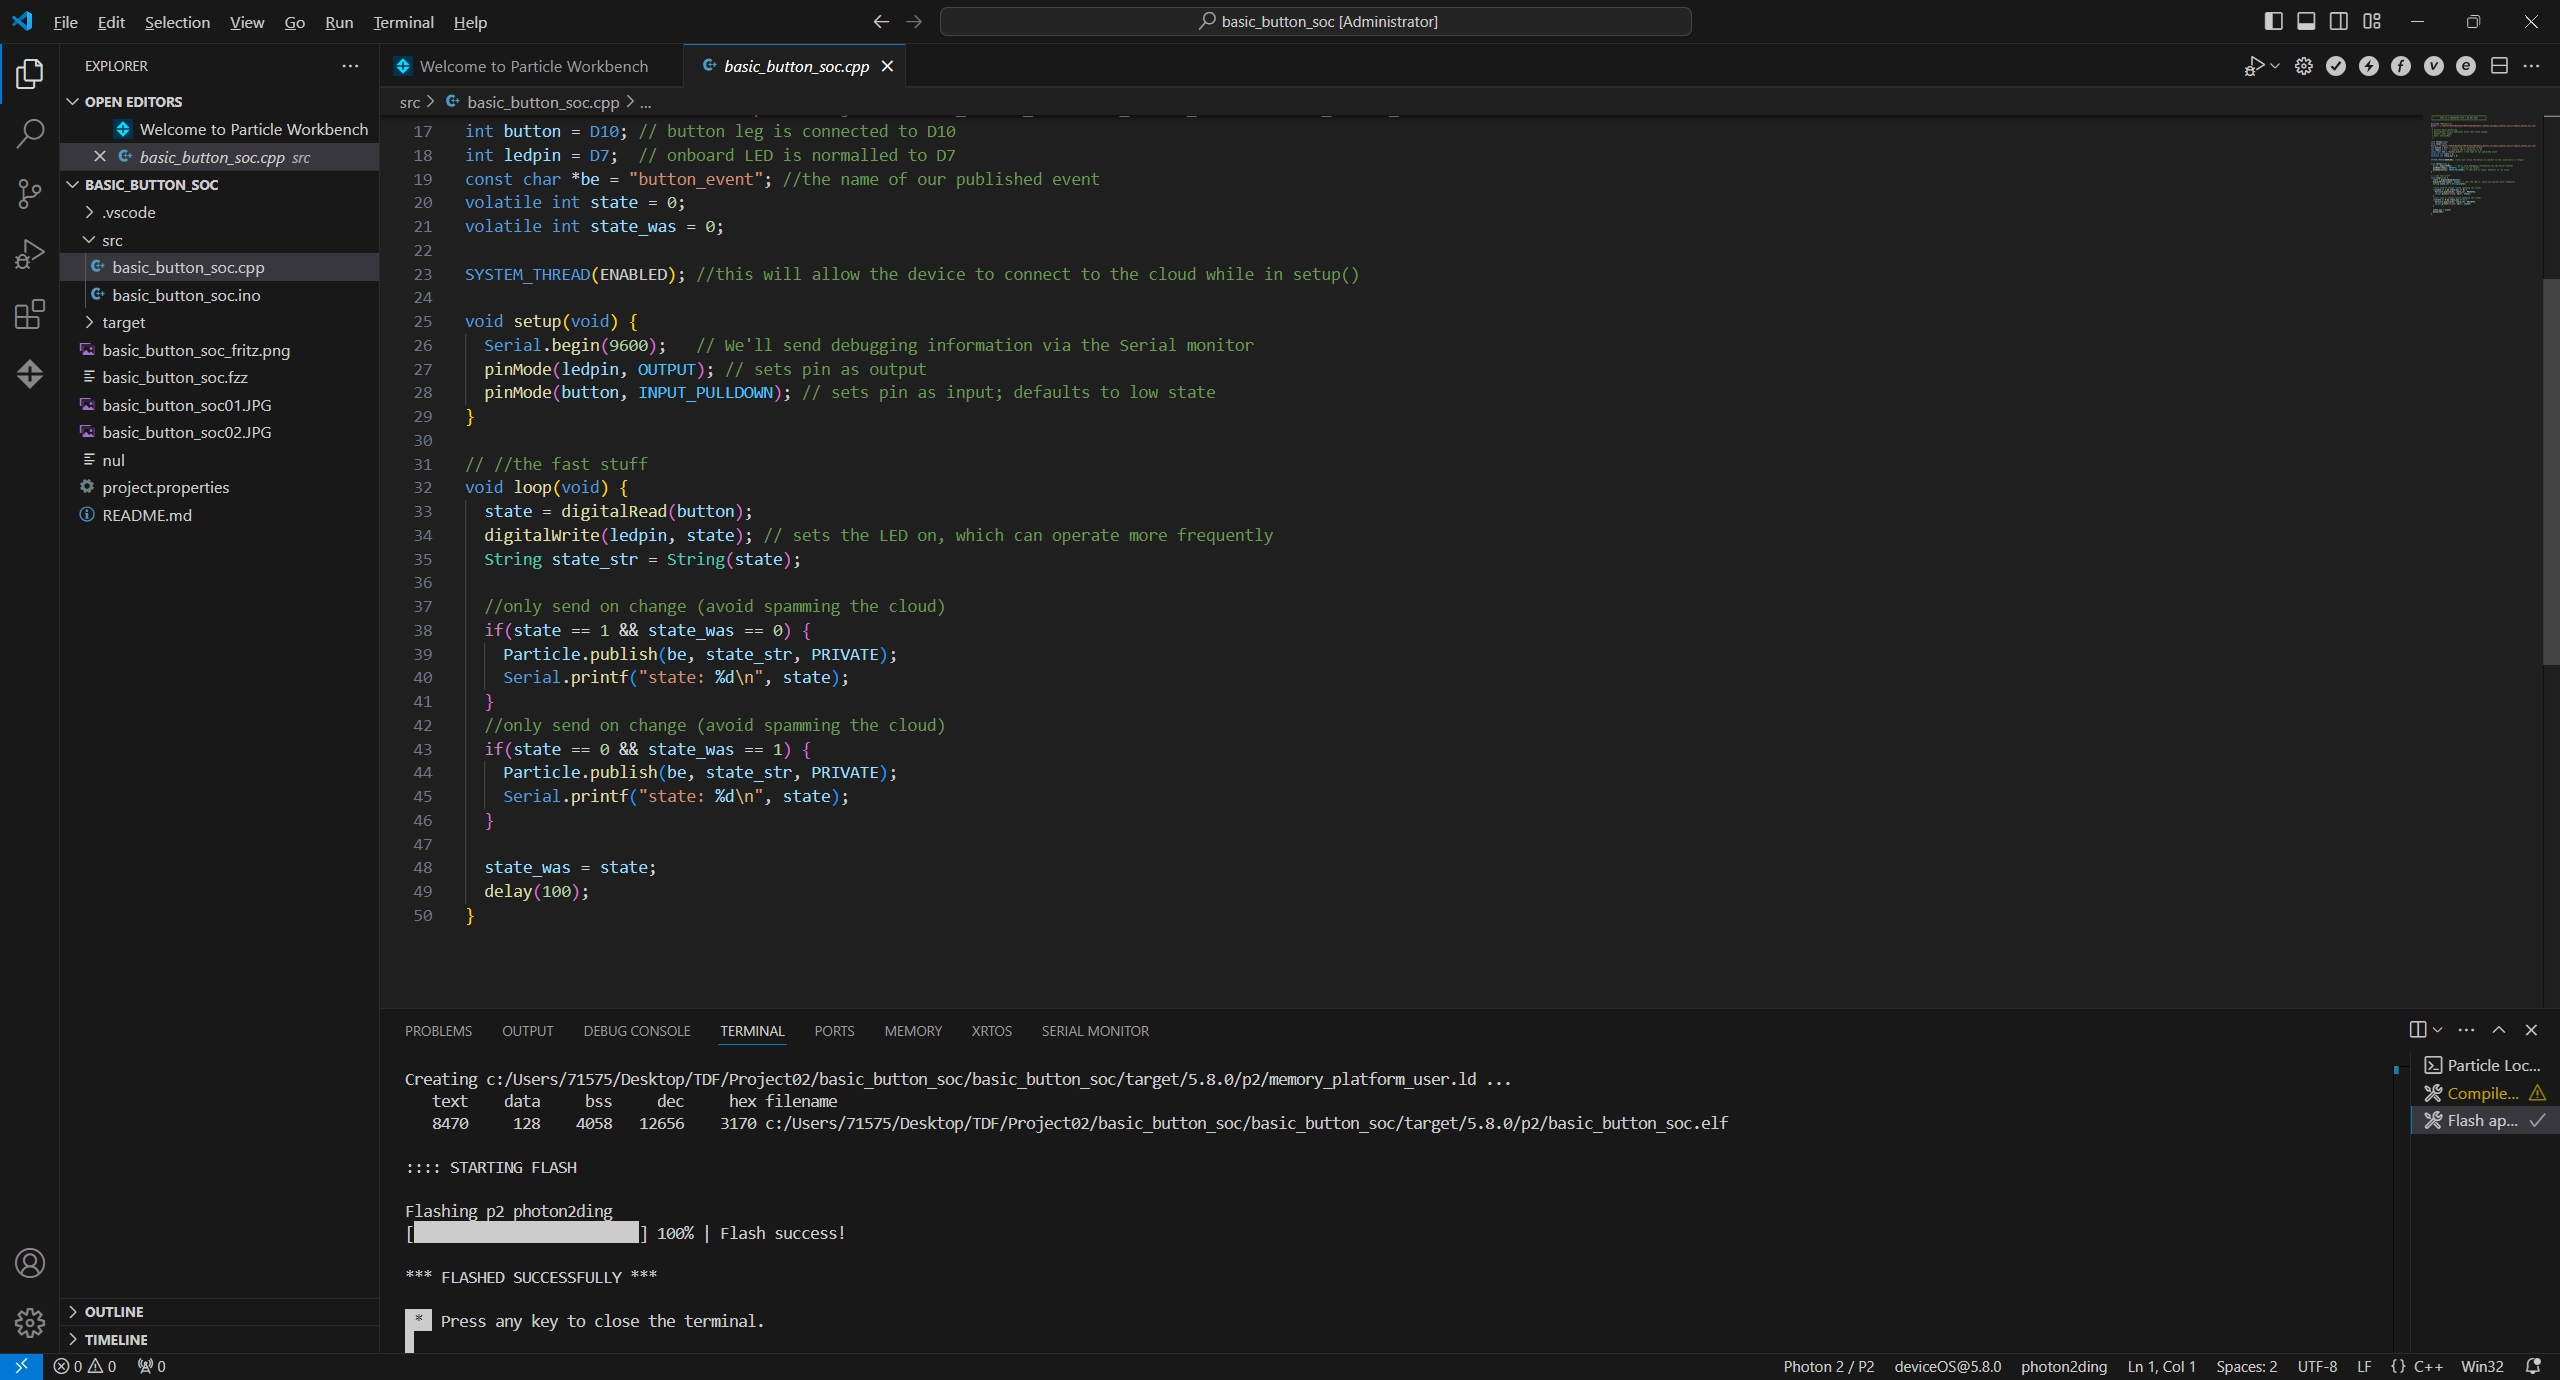 File Edit Selection View Go Run Terminal Help
basic_button_soc [Administrator]
EXPLORER
OPEN EDITORS
Welcome to Particle Workbench
basic_button_soc.cpp src
BASIC_BUTTON_SOC
.vscode
src
basic_button_soc.cpp
basic_button_soc.ino
target
basic_button_soc_fritz.png
basic_button_soc.fzz
basic_button_soc01.JPG
basic_button_soc02.JPG
nul
project.properties
README.md
OUTLINE
TIMELINE
Welcome to Particle Workbench
basic_button_soc.cpp
src > basic_button_soc.cpp > ...
17 int button = D10; // button leg is connected to D10
18 int ledpin = D7;  // onboard LED is normalled to D7
19 const char *be = "button_event"; //the name of our published event
20 volatile int state = 0;
21 volatile int state_was = 0;
22
23 SYSTEM_THREAD(ENABLED); //this will allow the device to connect to the cloud while in setup()
24
25 void setup(void) {
26   Serial.begin(9600);   // We'll send debugging information via the Serial monitor
27   pinMode(ledpin, OUTPUT); // sets pin as output
28   pinMode(button, INPUT_PULLDOWN); // sets pin as input; defaults to low state
29 }
30
31 // //the fast stuff
32 void loop(void) {
33   state = digitalRead(button);
34   digitalWrite(ledpin, state); // sets the LED on, which can operate more frequently
35   String state_str = String(state);
36
37   //only send on change (avoid spamming the cloud)
38   if(state == 1 && state_was == 0) {
39     Particle.publish(be, state_str, PRIVATE);
40     Serial.printf("state: %d\n", state);
41   }
42   //only send on change (avoid spamming the cloud)
43   if(state == 0 && state_was == 1) {
44     Particle.publish(be, state_str, PRIVATE);
45     Serial.printf("state: %d\n", state);
46   }
47
48   state_was = state;
49   delay(100);
50 }
PROBLEMS OUTPUT DEBUG CONSOLE TERMINAL PORTS MEMORY XRTOS SERIAL MONITOR
Creating c:/Users/71575/Desktop/TDF/Project02/basic_button_soc/basic_button_soc/target/5.8.0/p2/memory_platform_user.ld ...
text data bss dec hex filename
8470 128 4058 12656 3170 c:/Users/71575/Desktop/TDF/Project02/basic_button_soc/basic_button_soc/target/5.8.0/p2/basic_button_soc.elf
:::: STARTING FLASH
Flashing p2 photon2ding
[ ] 100% | Flash success!
*** FLASHED SUCCESSFULLY ***
* Press any key to close the terminal.
Particle Loc...
Compile...
Flash ap...
0 0 0
Photon 2 / P2 deviceOS@5.8.0 photon2ding Ln 1, Col 1 Spaces: 2 UTF-8 LF {} C++ Win32